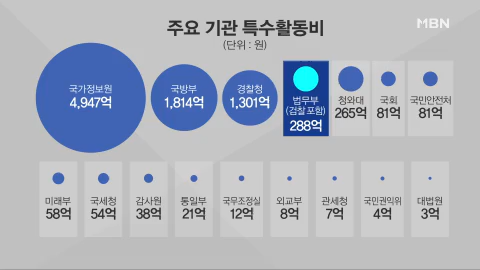 주요 기관 특수활동비
MBN
(단위 : 원)
국가정보원
4,947억
국방부
1,814억
경찰청
1,301억
법무부
(검찰 포함)
288억
청와대
265억
국회
81억
국민안전처
81억
미래부
58억
국세청
54억
감사원
38억
통일부
21억
국무조정실
12억
외교부
8억
관세청
7억
국민권익위
4억
대법원
3억